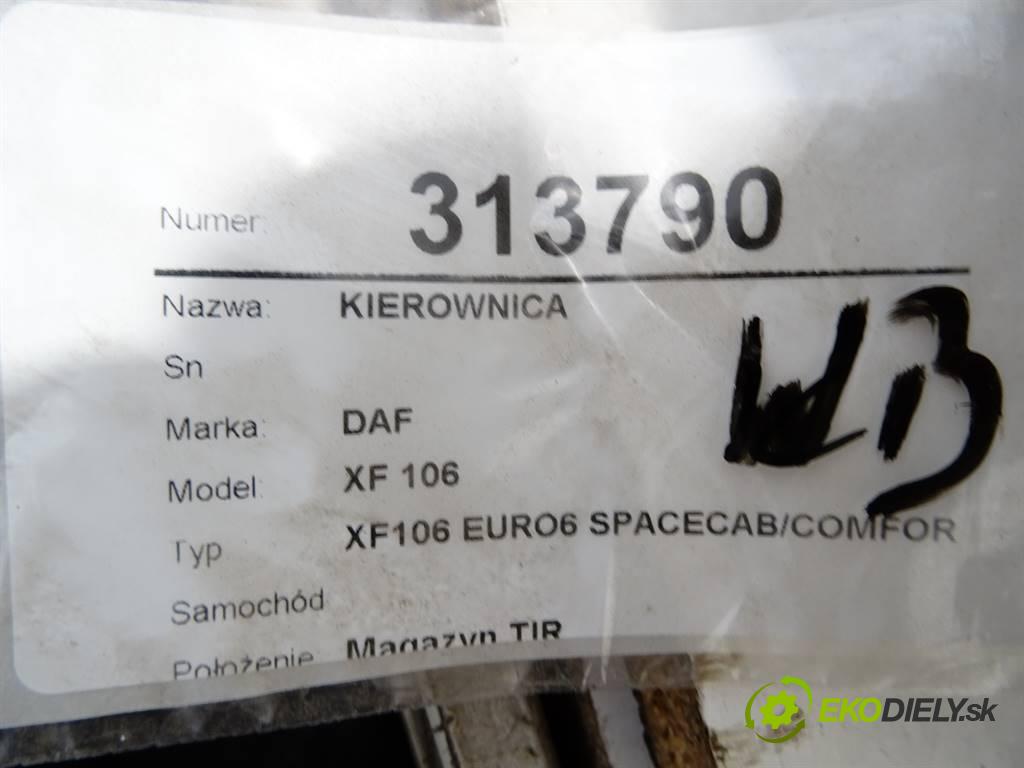 Numer: 313790
Nazwa: KIEROWNICA
Sn
Marka: DAF
Model: XF 106
Typ XF106 EURO6 SPACECAB/COMFOR
Samochód
Położenie Magazyn TIR
EKODIELY.sk